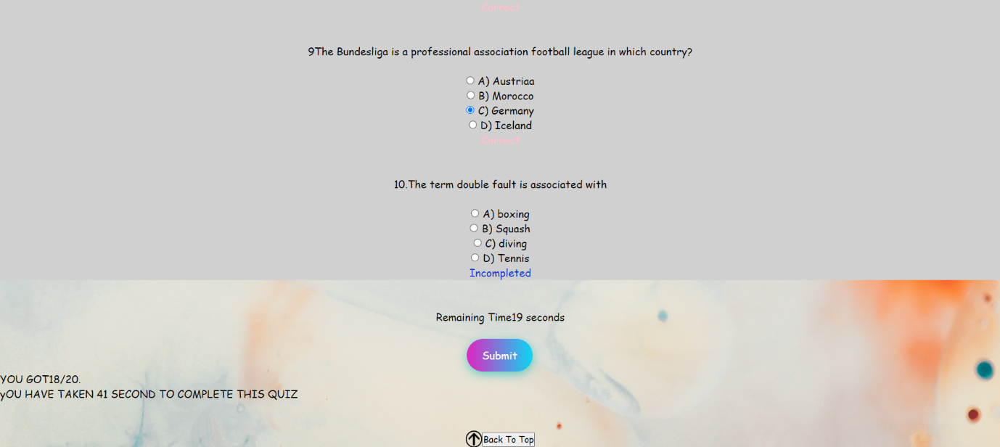 Correct
9The Bundesliga is a professional association football league in which country?
A) Austriaa
B) Morocco
C) Germany
D) Iceland
Correct
10.The term double fault is associated with
A) boxing
B) Squash
C) diving
D) Tennis
Incompleted
Remaining Time19 seconds
Submit
YOU GOT18/20.
yOU HAVE TAKEN 41 SECOND TO COMPLETE THIS QUIZ
Back To Top